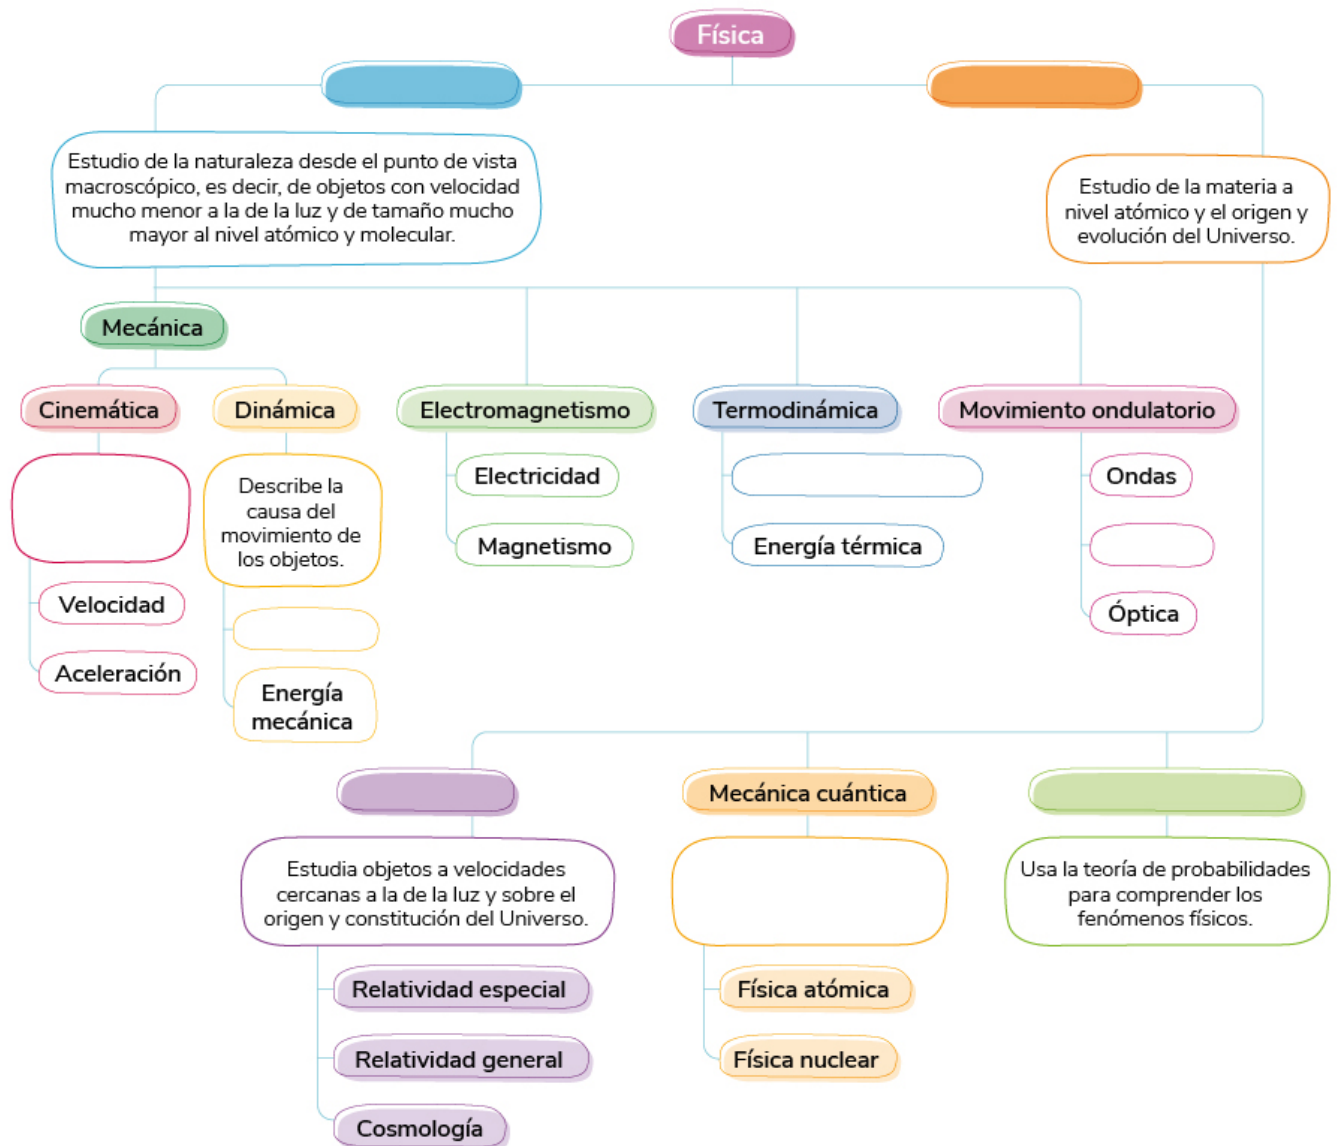 Física
Estudio de la naturaleza desde el punto de vista
macroscópico, es decir, de objetos con velocidad
mucho menor a la de la luz y de tamaño mucho
mayor al nivel atómico y molecular.
Estudio de la materia a
nivel atómico y el origen y
evolución del Universo.
Mecánica
Cinemática
Dinámica
Electromagnetismo
Termodinámica
Movimiento ondulatorio
Describe la
causa del
movimiento de
los objetos.
Electricidad
Magnetismo
Energía térmica
Ondas
Óptica
Velocidad
Aceleración
Energía
mecánica
Mecánica cuántica
Estudia objetos a velocidades
cercanas a la de la luz y sobre el
origen y constitución del Universo.
Usa la teoría de probabilidades
para comprender los
fenómenos físicos.
Relatividad especial
Relatividad general
Cosmología
Física atómica
Física nuclear